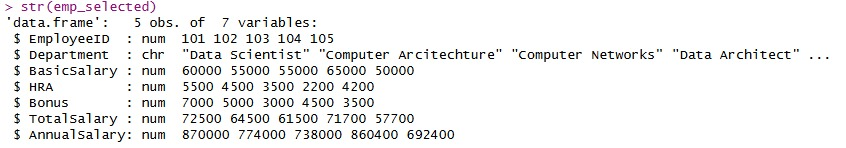 > str(emp_selected)
'data.frame':   5 obs. of  7 variables:
 $ EmployeeID  : num  101 102 103 104 105
 $ Department  : chr  "Data Scientist" "Computer Arcitechture" "Computer Networks" "Data Architect" ...
 $ BasicSalary : num  60000 55000 55000 65000 50000
 $ HRA         : num  5500 4500 3500 2200 4200
 $ Bonus       : num  7000 5000 3000 4500 3500
 $ TotalSalary : num  72500 64500 61500 71700 57700
 $ AnnualSalary: num  870000 774000 738000 860400 692400